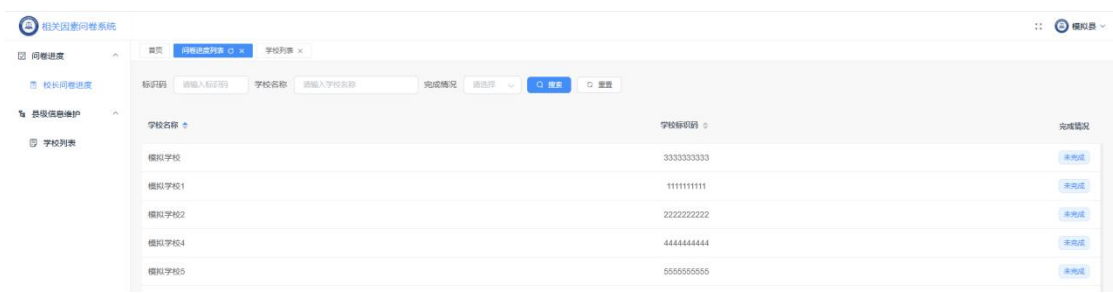 相关因素问卷系统
模拟县
问卷进度
首页 问卷进度列表 学校列表
校长问卷进度
标识码 请输入标识码 学校名称 请输入学校名称 完成情况 请选择 搜索 重置
县级信息维护
学校列表
学校名称 学校标识码 完成情况
模拟学校 3333333333 未完成
模拟学校1 1111111111 未完成
模拟学校2 2222222222 未完成
模拟学校4 4444444444 未完成
模拟学校5 5555555555 未完成